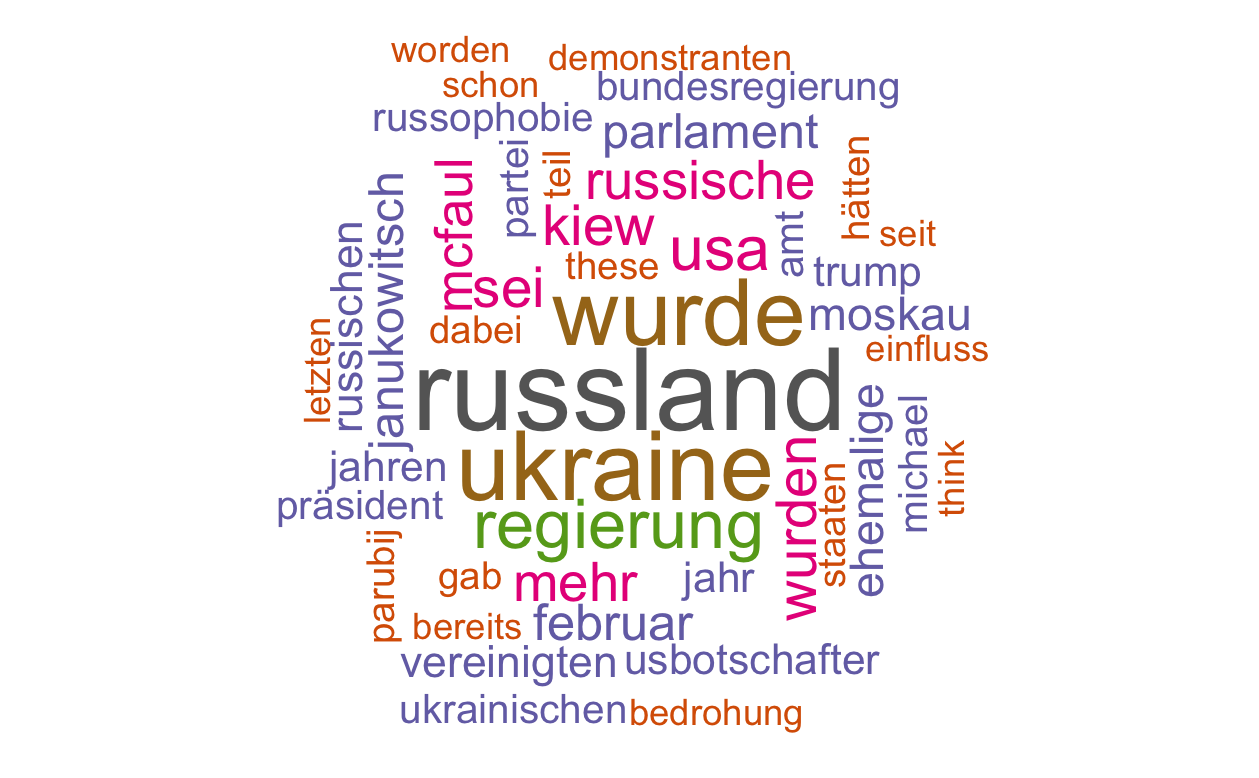 worden
demonstranten
schon
bundesregierung
russophobie
parlament
partei
teil
hätten
mcfaul
russische
kiew
usa
amt
seit
janukowitsch
russischen
these
trump
sei
wurde
moskau
dabei
einfluss
letzten
russland
ukraine
wurden
ehemalige
michael
think
staaten
jahren
präsident
regierung
parubij
gab
mehr
jahr
bereits
februar
vereinigten
usbotschafter
ukrainischen
bedrohung